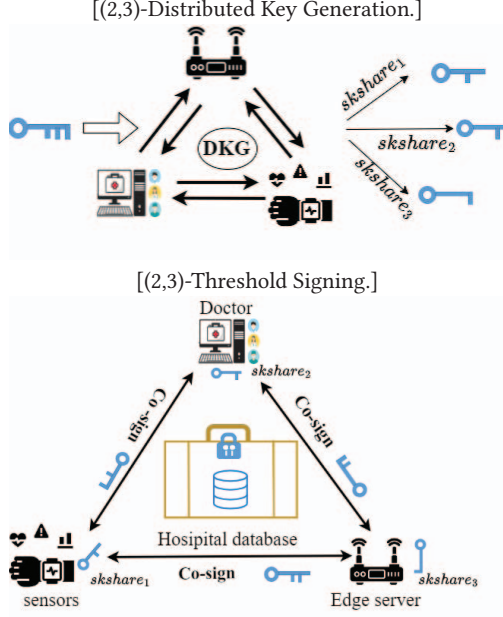 [(2,3)-Distributed Key Generation.]
DKG
skshare₁
skshare₂
skshare₃
[(2,3)-Threshold Signing.]
Doctor
skshare₂
Co-sign
Co-sign
Hosipital database
Co-sign
skshare₁
skshare₃
sensors
Edge server